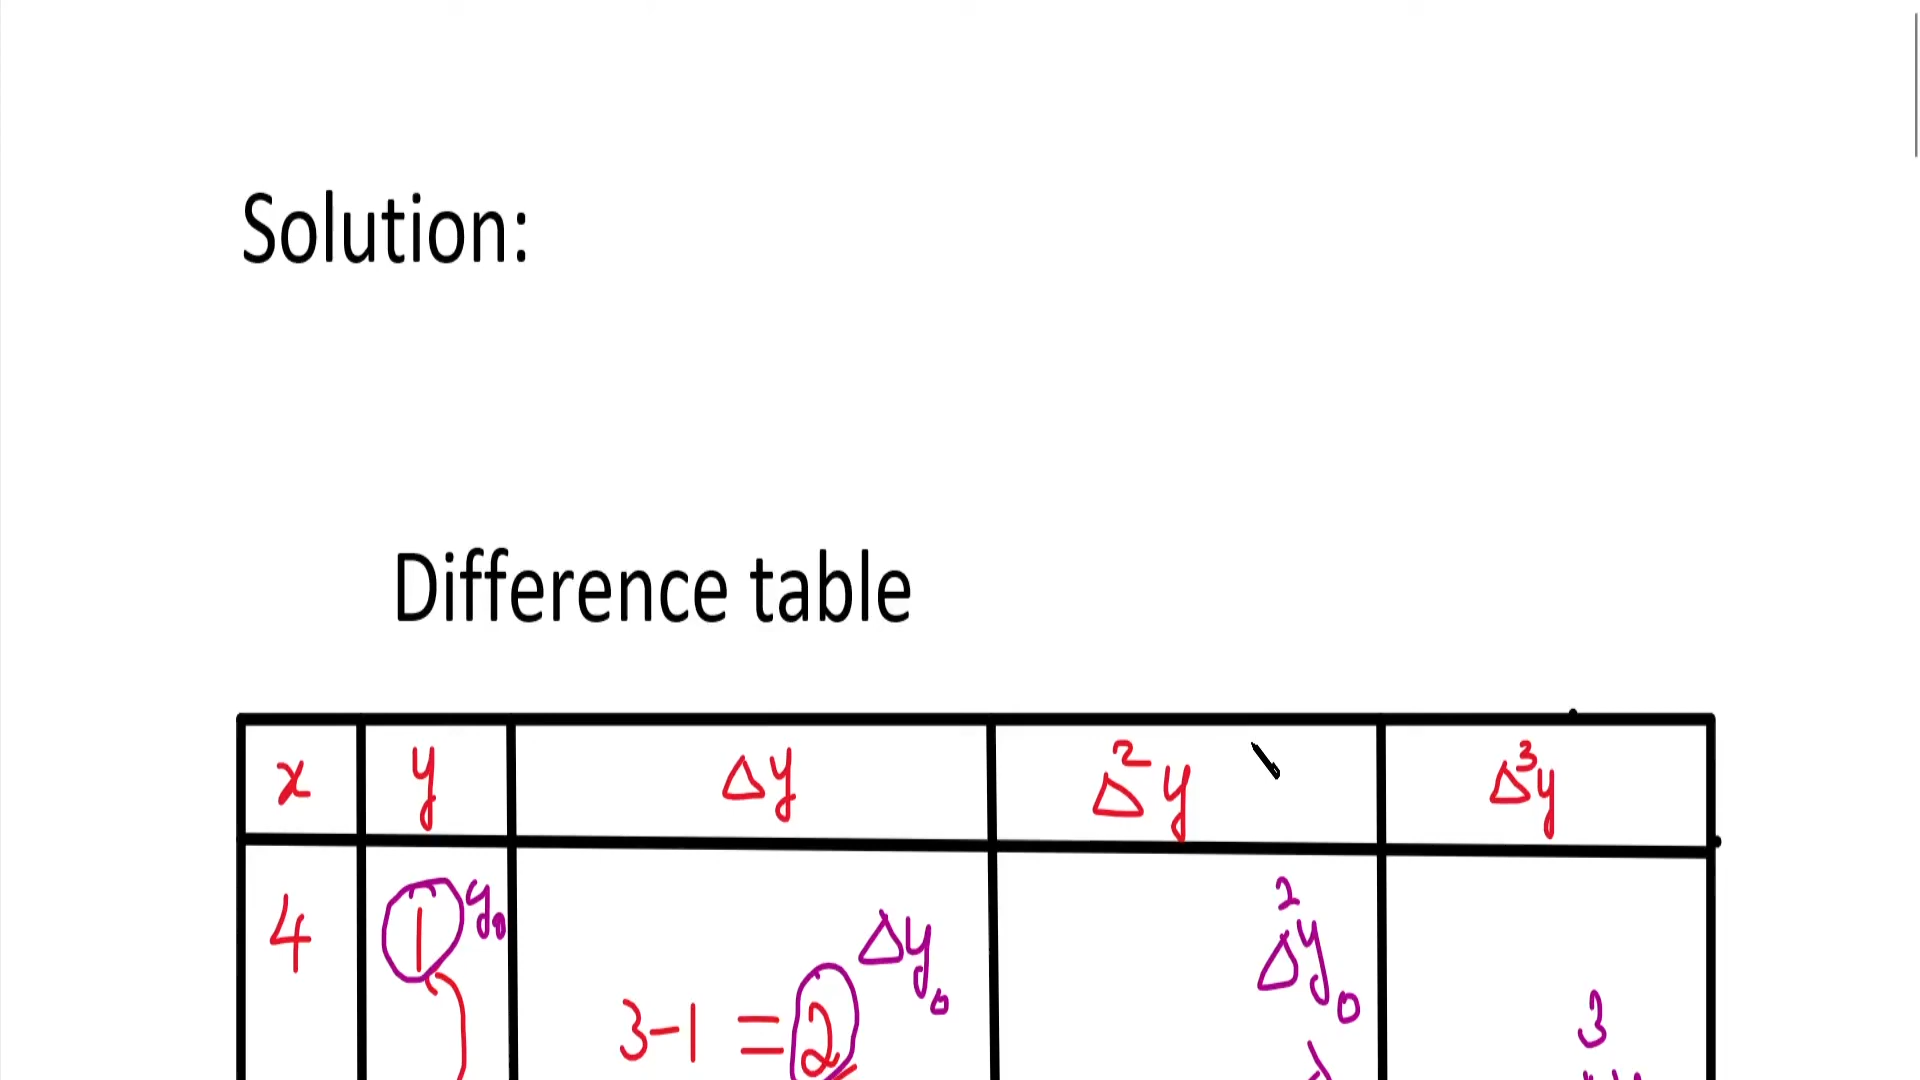 Solution:
Difference table
x y Δy Δ²y Δ³y
4 1 y₀ Δy₀ Δ²y₀
3-1 = 2 3